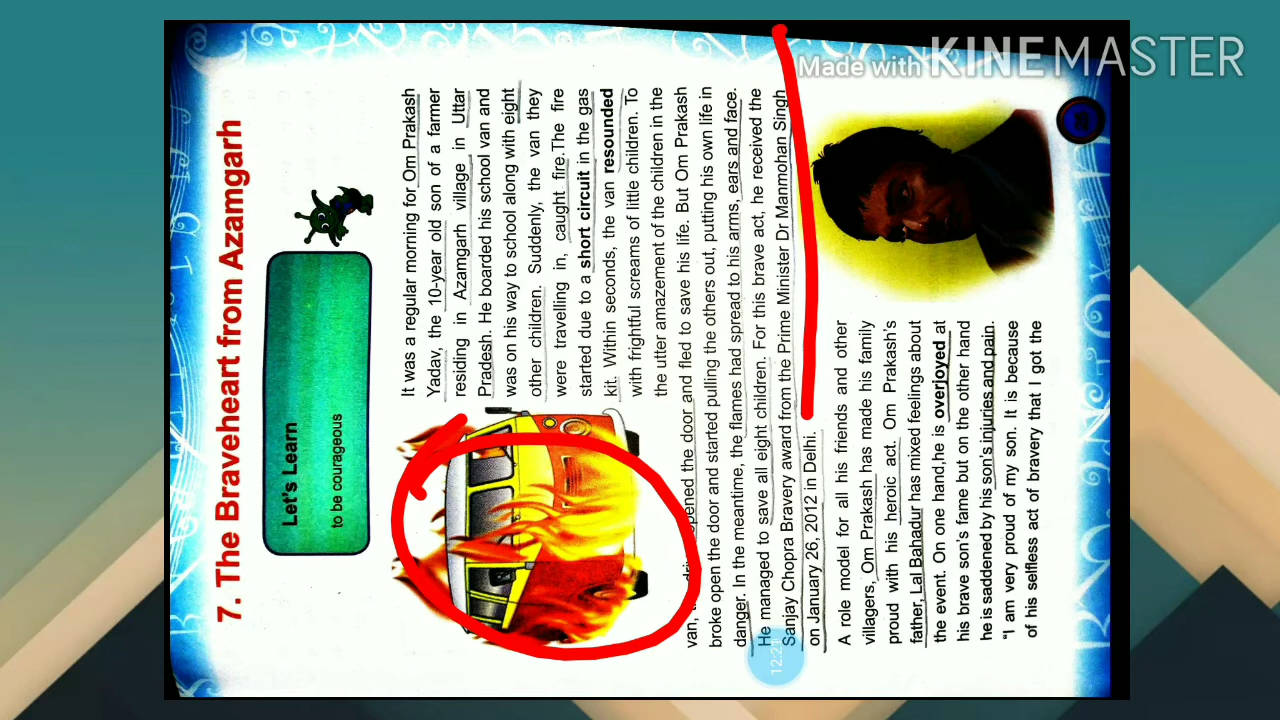 Made with KINEMASTER
7. The Braveheart from Azamgarh
Let's Learn
to be courageous
It was a regular morning for Om Prakash
Yadav, the 10-year old son of a farmer
residing in Azamgarh village in Uttar
Pradesh. He boarded his school van and
was on his way to school along with eight
other children. Suddenly, the van they
were travelling in, caught fire.The fire
started due to a short circuit in the gas
kit. Within seconds, the van resounded
with frightful screams of little children. To
the utter amazement of the children in the
van, opened the door and fled to save his life. But Om Prakash
broke open the door and started pulling the others out, putting his own life in
danger. In the meantime, the flames had spread to his arms, ears and face.
He managed to save all eight children. For this brave act, he received the
Sanjay Chopra Bravery award from the Prime Minister Dr Manmohan Singh
on January 26, 2012 in Delhi.
A role model for all his friends and other
villagers, Om Prakash has made his family
proud with his heroic act. Om Prakash's
father, Lal Bahadur has mixed feelings about
the event. On one hand,he is overjoyed at
his brave son's fame but on the other hand
he is saddened by his son's injuries and pain.
"I am very proud of my son. It is because
of his selfless act of bravery that I got the